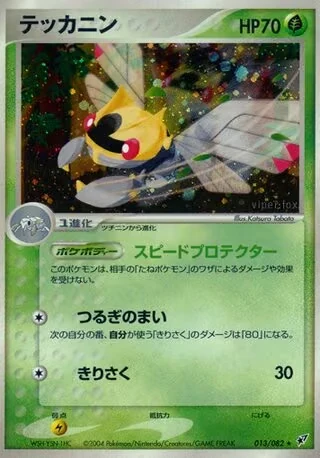 テッカニン HP70
viperfox
Illus.Katsura Tabata
1進化
ツチニンから進化
ポケボディー スピードプロテクター
このポケモンは、相手の「たねポケモン」のワザによるダメージや効果
を受けない。
つるぎのまい
次の自分の番、自分が使う「きりさく」のダメージは「80」になる。
きりさく 30
弱点 抵抗力 にげる
©2004 Pokémon/Nintendo/Creatures/GAME FREAK 013/082 ★